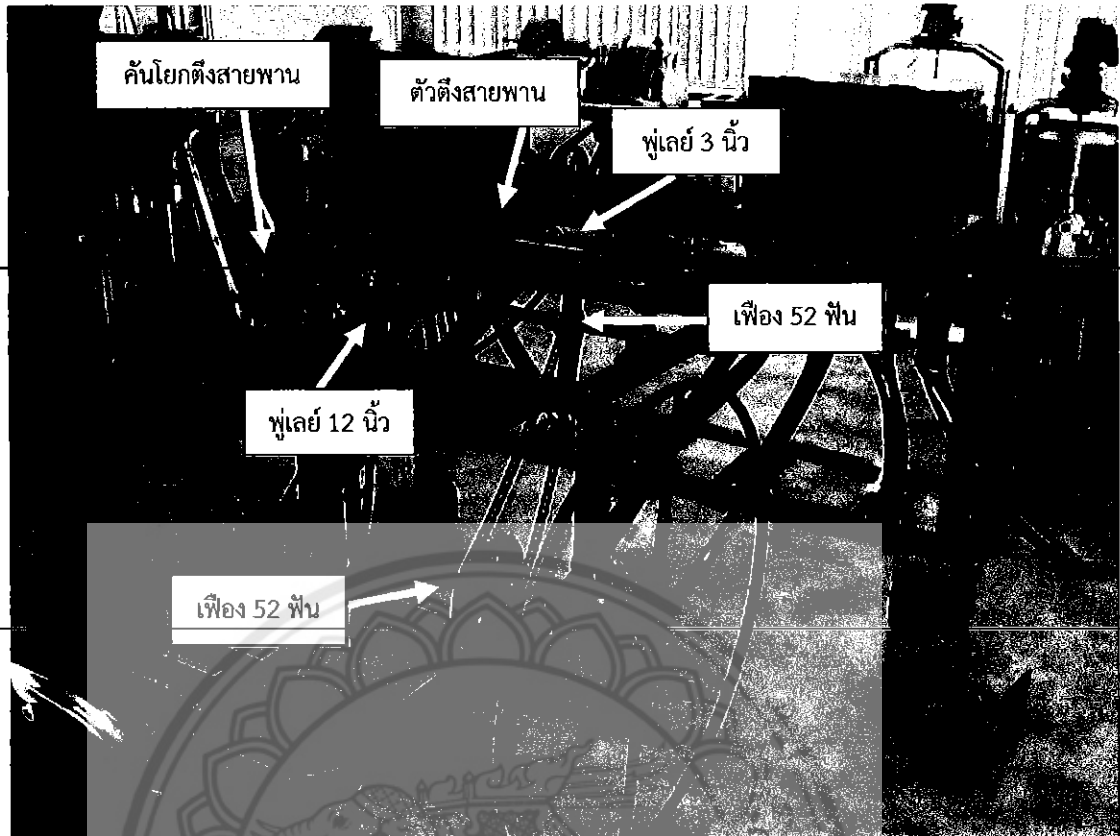 คันโยกตึงสายพาน
ตัวตึงสายพาน
พู่เลย์ 3 นิ้ว
เฟือง 52 ฟัน
พู่เลย์ 12 นิ้ว
เฟือง 52 ฟัน